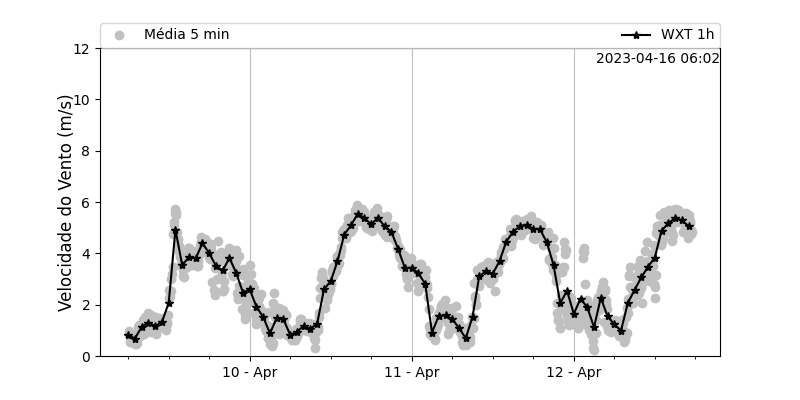 Média 5 min
WXT 1h
2023-04-16 06:02
Velocidade do Vento (m/s)
12
10
8
6
4
2
0
10 - Apr
11 - Apr
12 - Apr